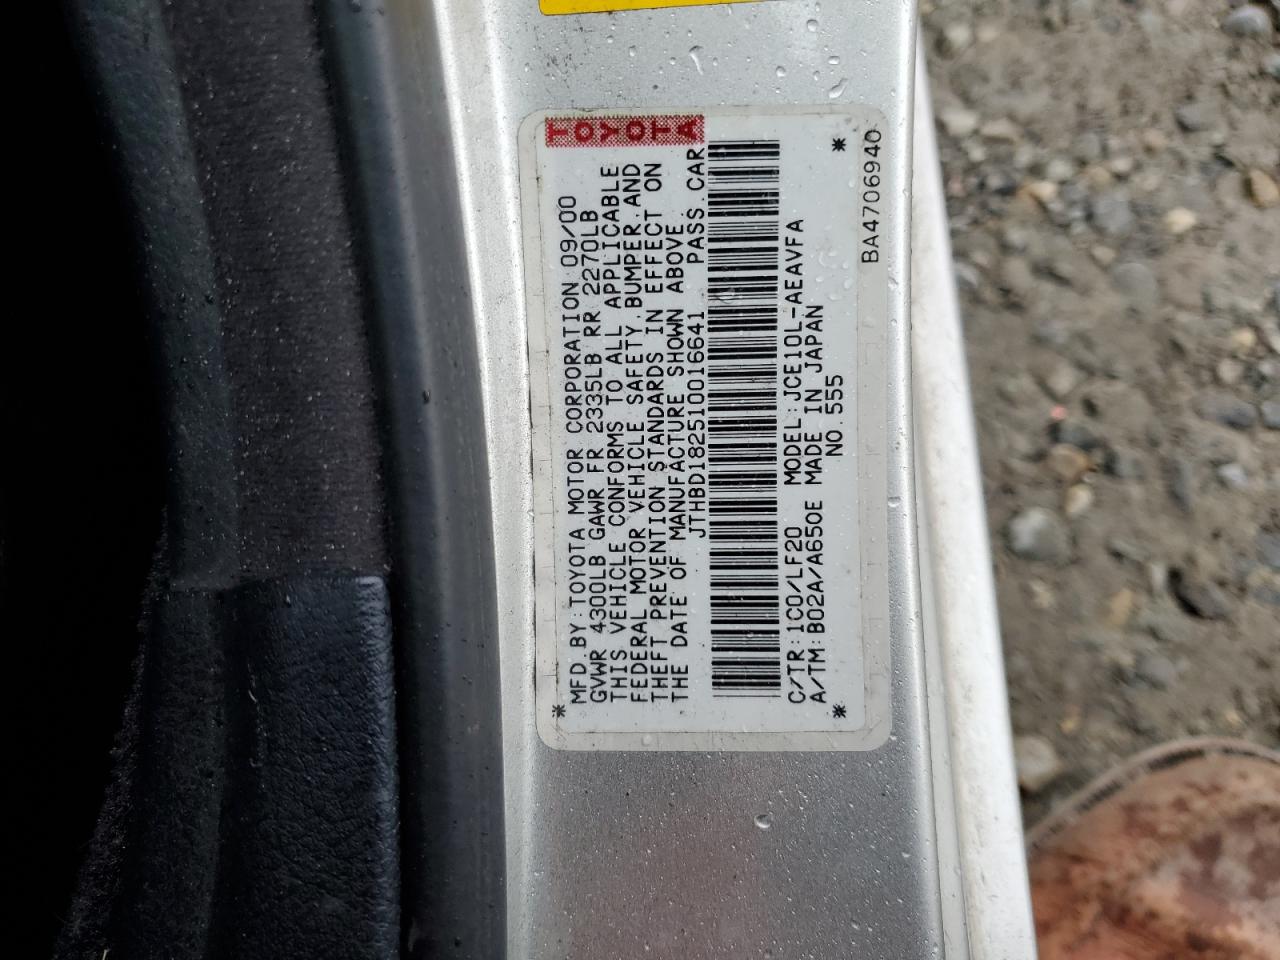 TOYOTA
MFD.BY:TOYOTA MOTOR CORPORATION 09/00
GVWR 4300LB GAWR FR 2335LB RR 2270LB
THIS VEHICLE CONFORMS TO ALL APPLICABLE
FEDERAL MOTOR VEHICLE SAFETY,BUMPER,AND
THEFT PREVENTION STANDARDS IN EFFECT ON
THE DATE OF MANUFACTURE SHOWN ABOVE.
JTHBD182510016641 PASS.CAR
C/TR:1C0/LF20 MODEL:JCE10L-AEAVFA
A/TM:B02A/A650E MADE IN JAPAN
NO.555
BA4706940